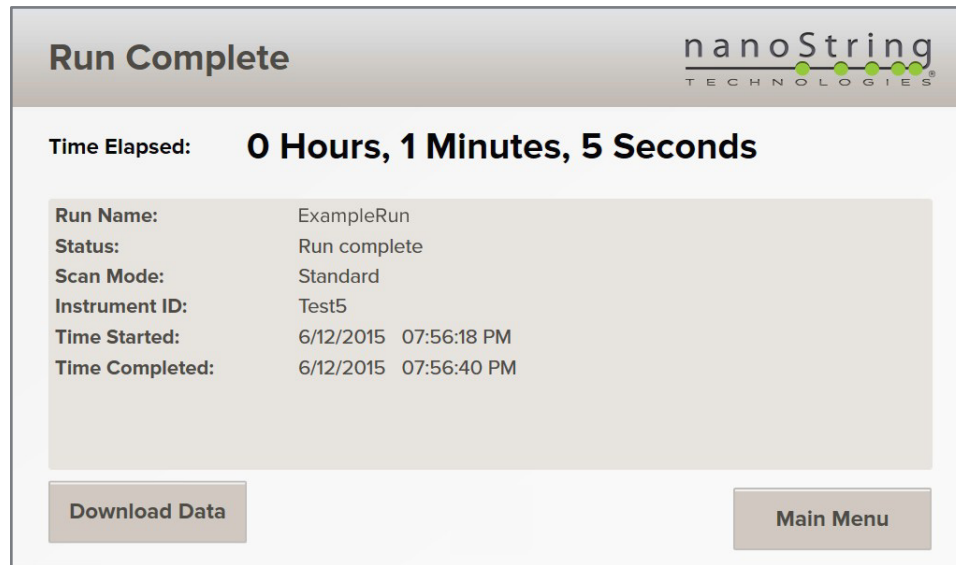 Run Complete
nanoString
TECHNOLOGIES®
Time Elapsed: 0 Hours, 1 Minutes, 5 Seconds
Run Name: ExampleRun
Status: Run complete
Scan Mode: Standard
Instrument ID: Test5
Time Started: 6/12/2015 07:56:18 PM
Time Completed: 6/12/2015 07:56:40 PM
Download Data
Main Menu